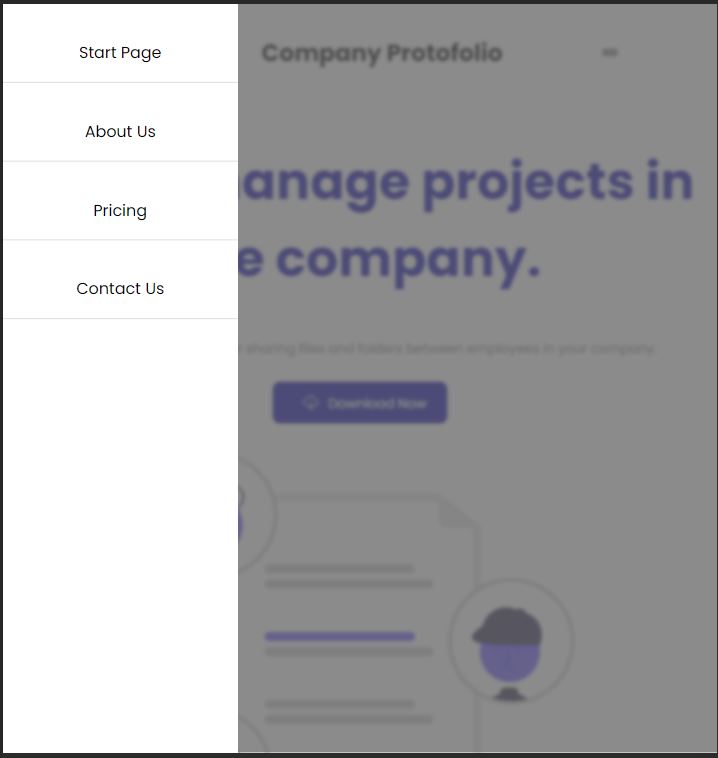 Start Page
Company Protofolio
About Us
anage projects in
Pricing
e company.
Contact Us
sharing files and folders between employees in your company.
Download Now